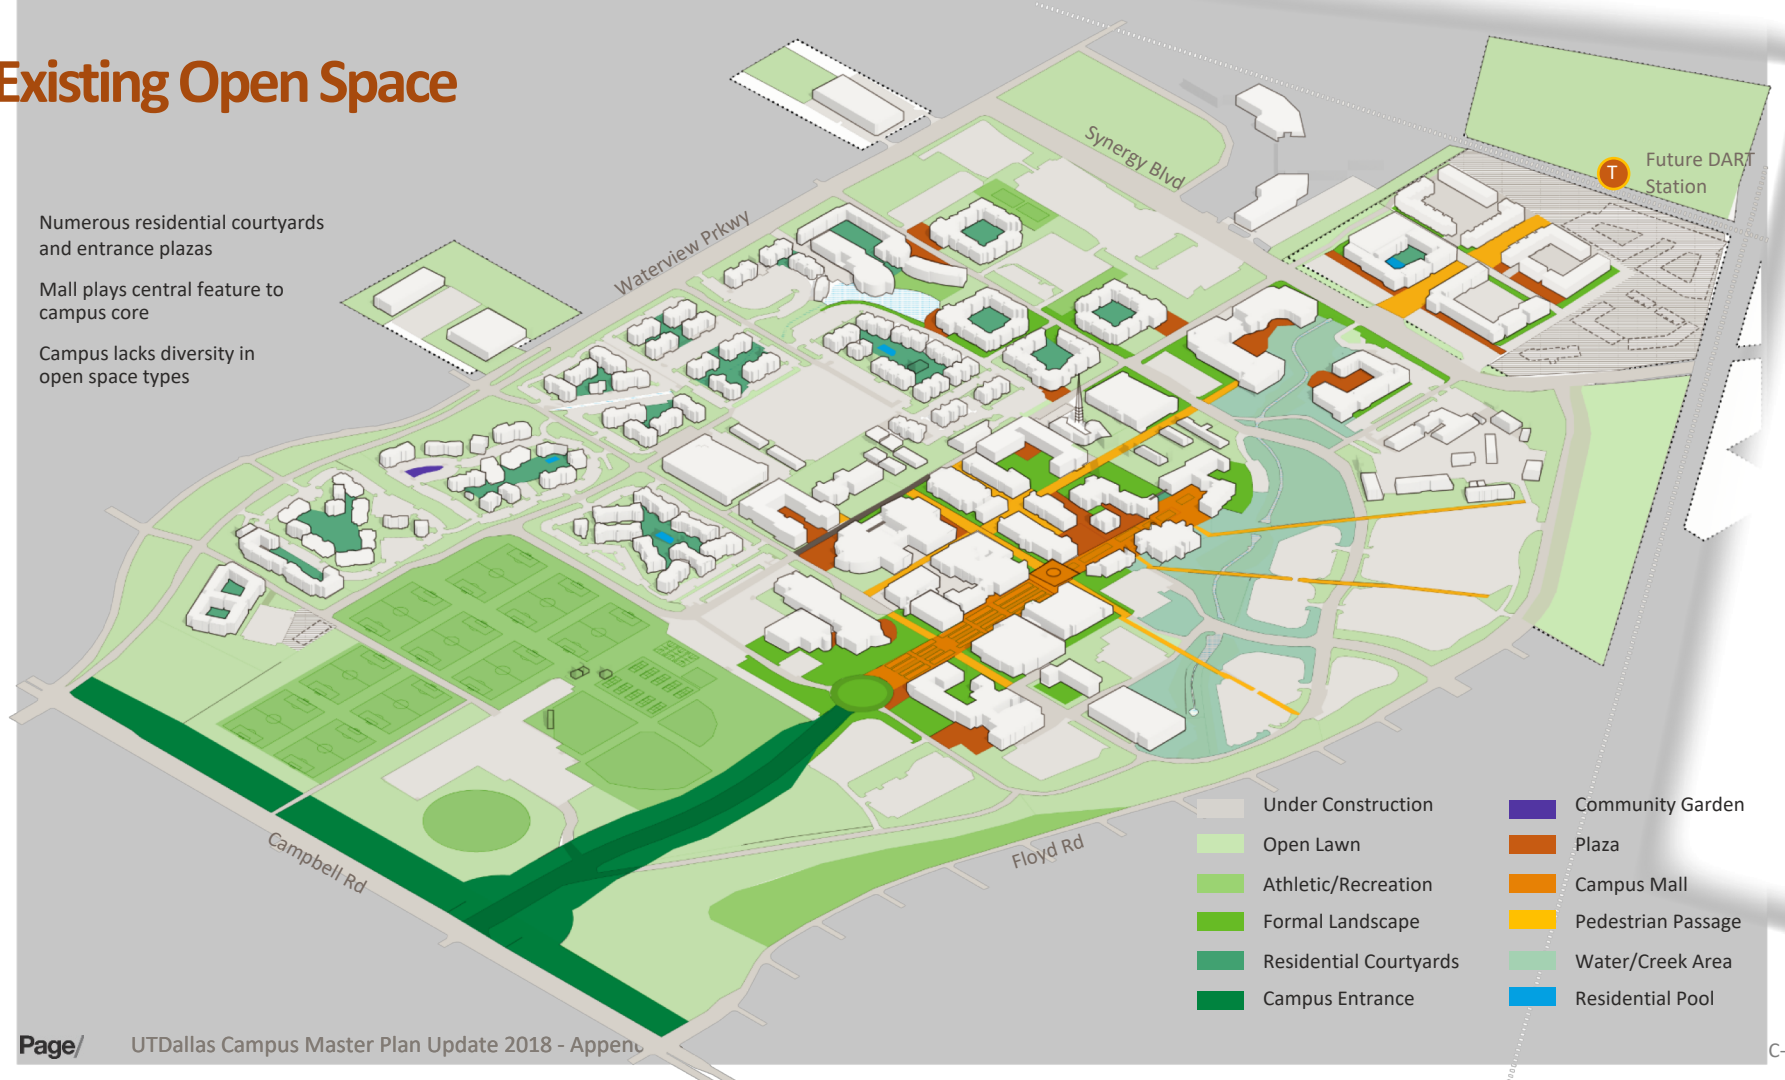 Existing Open Space
Numerous residential courtyards
and entrance plazas
Mall plays central feature to
campus core
Campus lacks diversity in
open space types
Synergy Blvd
Waterview Prkwy
Future DART
Station
T
Campbell Rd
Floyd Rd
Under Construction
Open Lawn
Athletic/Recreation
Formal Landscape
Residential Courtyards
Campus Entrance
Community Garden
Plaza
Campus Mall
Pedestrian Passage
Water/Creek Area
Residential Pool
Page/
UTDallas Campus Master Plan Update 2018 - Appen
C-